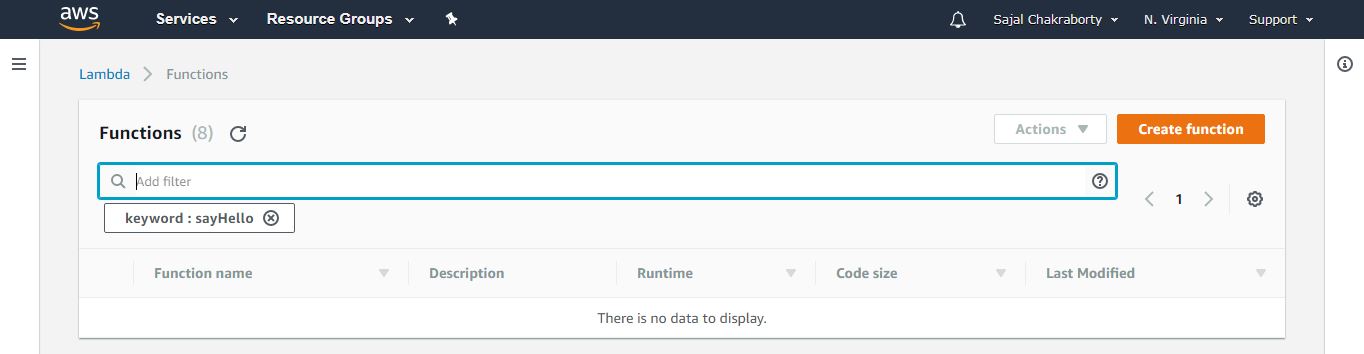 aws Services Resource Groups Sajal Chakraborty N. Virginia Support
Lambda Functions
Functions (8) Actions Create function
Add filter
1
keyword : sayHello
Function name Description Runtime Code size Last Modified
There is no data to display.